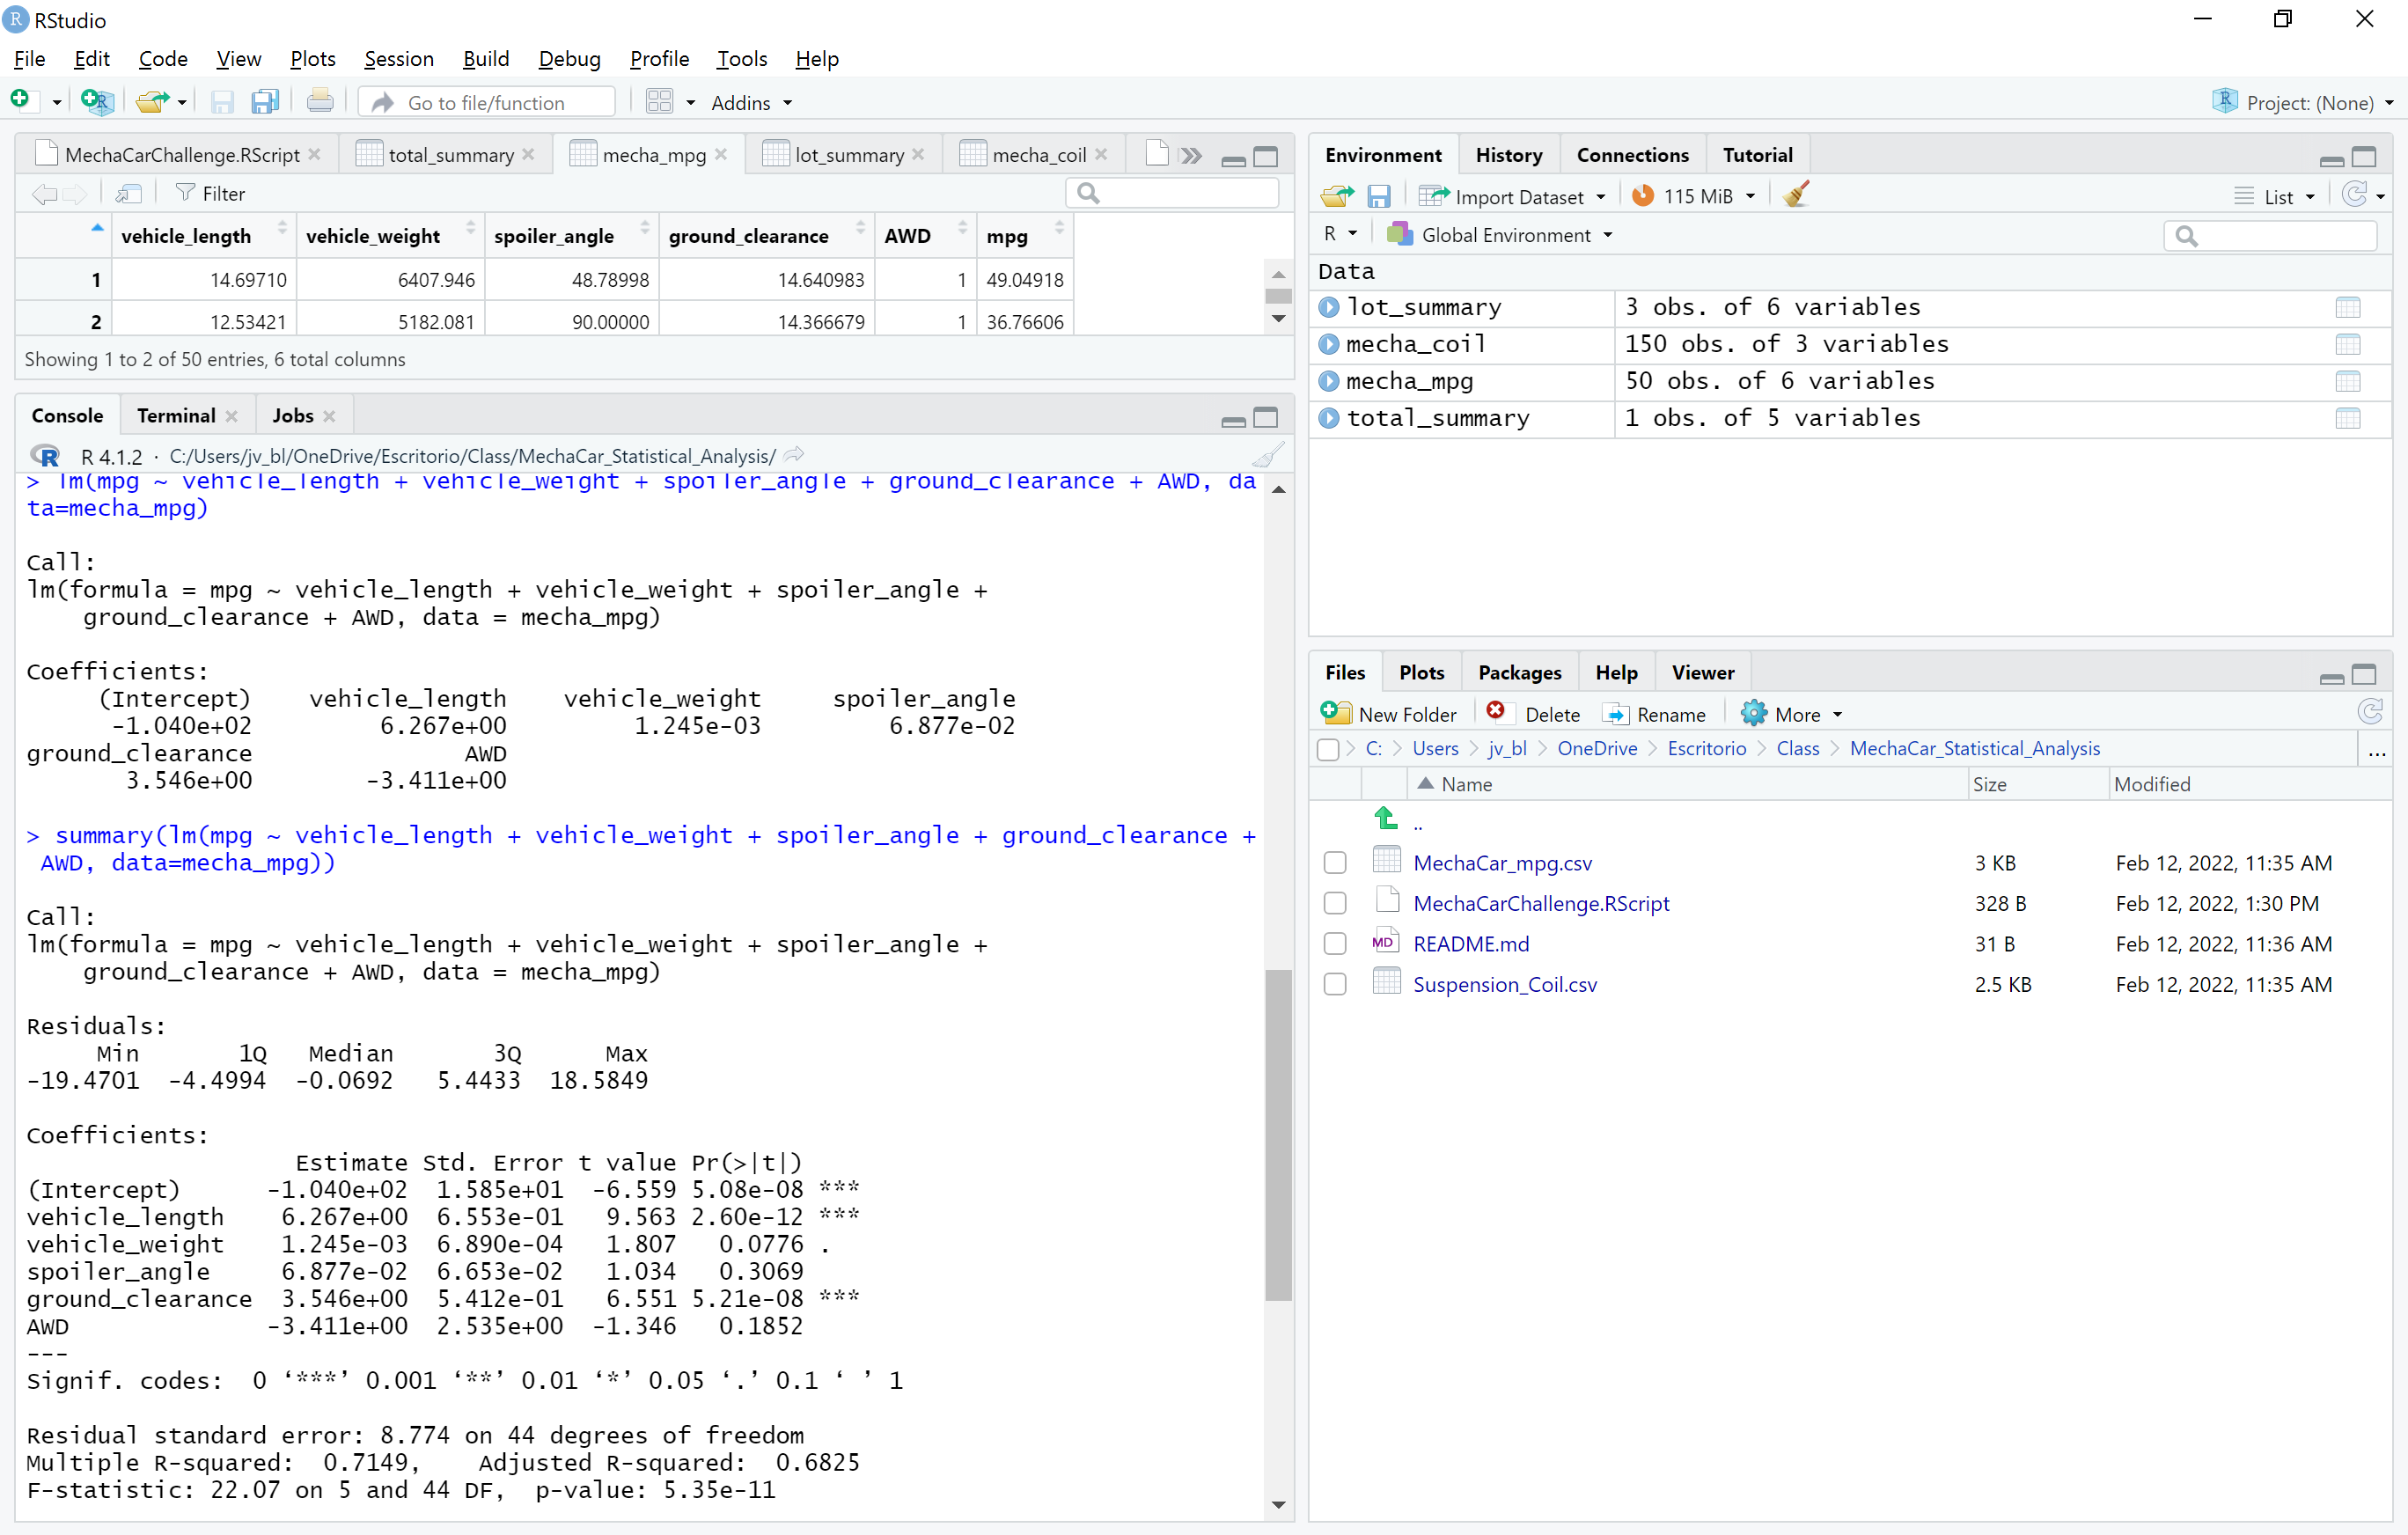 RStudio
File Edit Code View Plots Session Build Debug Profile Tools Help
Go to file/function Addins Project: (None)
MechaCarChallenge.RScript total_summary mecha_mpg lot_summary mecha_coil
Filter
vehicle_length vehicle_weight spoiler_angle ground_clearance AWD mpg
1 14.69710 6407.946 48.78998 14.640983 1 49.04918
2 12.53421 5182.081 90.00000 14.366679 1 36.76606
Showing 1 to 2 of 50 entries, 6 total columns
Console Terminal Jobs
R 4.1.2 · C:/Users/jv_bl/OneDrive/Escritorio/Class/MechaCar_Statistical_Analysis/
> lm(mpg ~ vehicle_length + vehicle_weight + spoiler_angle + ground_clearance + AWD, da
ta=mecha_mpg)
Call:
lm(formula = mpg ~ vehicle_length + vehicle_weight + spoiler_angle +
ground_clearance + AWD, data = mecha_mpg)
Coefficients:
(Intercept) vehicle_length vehicle_weight spoiler_angle
-1.040e+02 6.267e+00 1.245e-03 6.877e-02
ground_clearance AWD
3.546e+00 -3.411e+00
> summary(lm(mpg ~ vehicle_length + vehicle_weight + spoiler_angle + ground_clearance +
AWD, data=mecha_mpg))
Call:
lm(formula = mpg ~ vehicle_length + vehicle_weight + spoiler_angle +
ground_clearance + AWD, data = mecha_mpg)
Residuals:
Min 1Q Median 3Q Max
-19.4701 -4.4994 -0.0692 5.4433 18.5849
Coefficients:
Estimate Std. Error t value Pr(>|t|)
(Intercept) -1.040e+02 1.585e+01 -6.559 5.08e-08 ***
vehicle_length 6.267e+00 6.553e-01 9.563 2.60e-12 ***
vehicle_weight 1.245e-03 6.890e-04 1.807 0.0776 .
spoiler_angle 6.877e-02 6.653e-02 1.034 0.3069
ground_clearance 3.546e+00 5.412e-01 6.551 5.21e-08 ***
AWD -3.411e+00 2.535e+00 -1.346 0.1852
---
Signif. codes: 0 ‘***’ 0.001 ‘**’ 0.01 ‘*’ 0.05 ‘.’ 0.1 ‘ ’ 1
Residual standard error: 8.774 on 44 degrees of freedom
Multiple R-squared: 0.7149, Adjusted R-squared: 0.6825
F-statistic: 22.07 on 5 and 44 DF, p-value: 5.35e-11
Environment History Connections Tutorial
Import Dataset 115 MiB List
R Global Environment
Data
lot_summary 3 obs. of 6 variables
mecha_coil 150 obs. of 3 variables
mecha_mpg 50 obs. of 6 variables
total_summary 1 obs. of 5 variables
Files Plots Packages Help Viewer
New Folder Delete Rename More
C: > Users > jv_bl > OneDrive > Escritorio > Class > MechaCar_Statistical_Analysis ...
Name Size Modified
..
MechaCar_mpg.csv 3 KB Feb 12, 2022, 11:35 AM
MechaCarChallenge.RScript 328 B Feb 12, 2022, 1:30 PM
MD README.md 31 B Feb 12, 2022, 11:36 AM
Suspension_Coil.csv 2.5 KB Feb 12, 2022, 11:35 AM